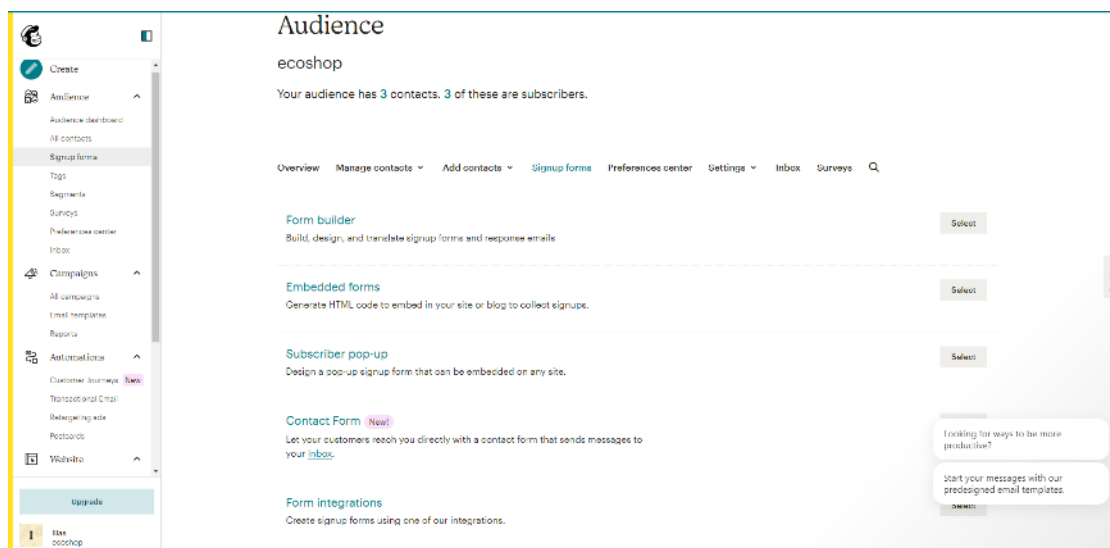 Create
Audience
Audience dashboard
All contacts
Signup forms
Tags
Segments
Surveys
Preferences center
Inbox
Campaigns
All campaigns
Email templates
Reports
Automations
Customer Journeys New
Transactional Email
Retargeting ads
Postcards
Website
Upgrade
I
ecoshop
Audience
ecoshop
Your audience has 3 contacts. 3 of these are subscribers.
Overview Manage contacts Add contacts Signup forms Preferences center Settings Inbox Surveys
Form builder
Build, design, and translate signup forms and response emails
Select
Embedded forms
Generate HTML code to embed in your site or blog to collect signups.
Select
Subscriber pop-up
Design a pop-up signup form that can be embedded on any site.
Select
Contact Form New!
Let your customers reach you directly with a contact form that sends messages to
your Inbox.
Form integrations
Create signup forms using one of our integrations.
Select
Looking for ways to be more
productive?
Start your messages with our
predesigned email templates.